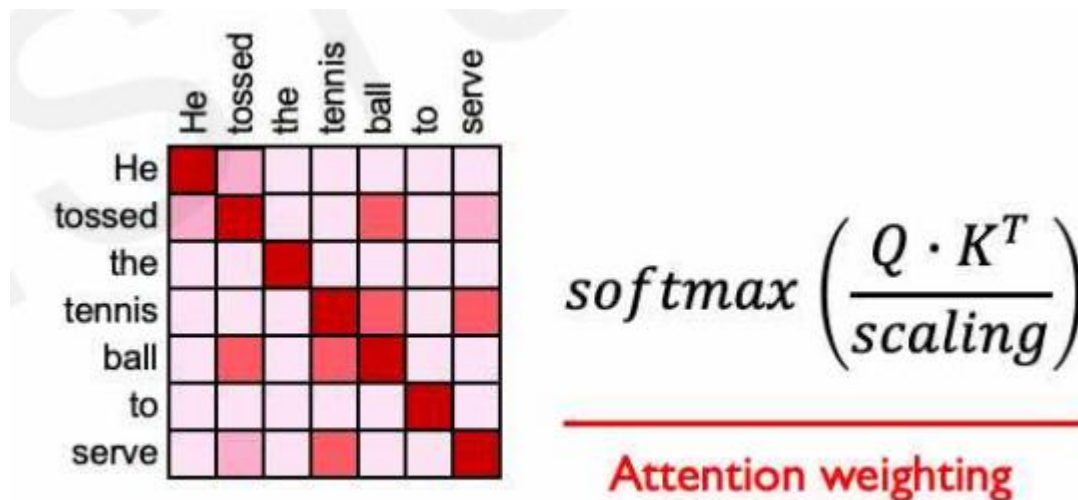 He tossed the tennis ball to serve
He
tossed
the
tennis
ball
to
serve
softmax (Q · K^T / scaling)
Attention weighting